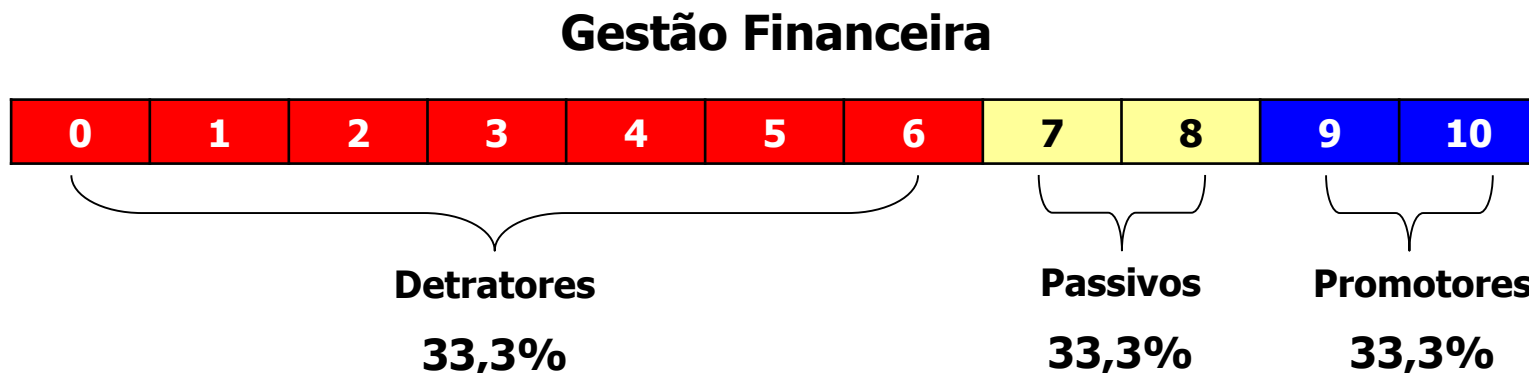 Gestão Financeira
0 1 2 3 4 5 6 7 8 9 10
Detratores Passivos Promotores
33,3% 33,3% 33,3%